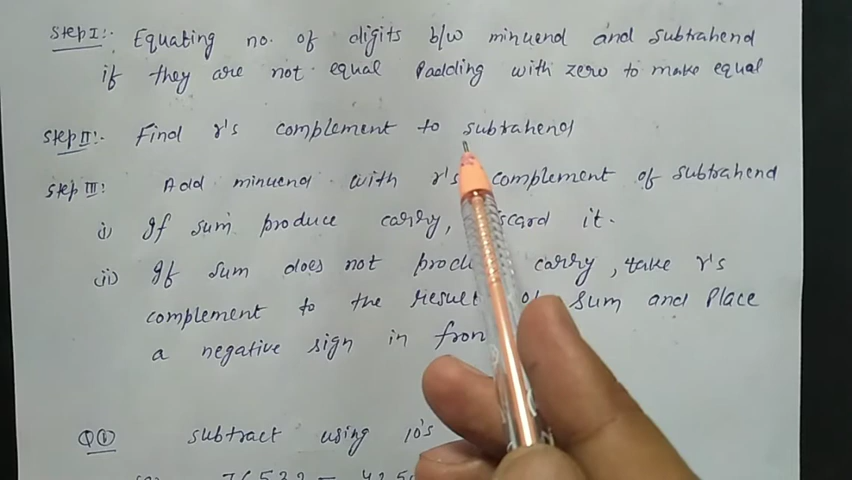 Step I:- Equating no. of digits b/w minuend and subtrahend
if they are not equal Padding with zero to make equal
Step II:- Find r's complement to subtrahend
Step III: Add minuend with r's complement of subtrahend
i) If sum produce carry, it.
ii) If sum does not carry, take r's
complement to the result of sum and Place
a negative sign in
Q① subtract using 10's